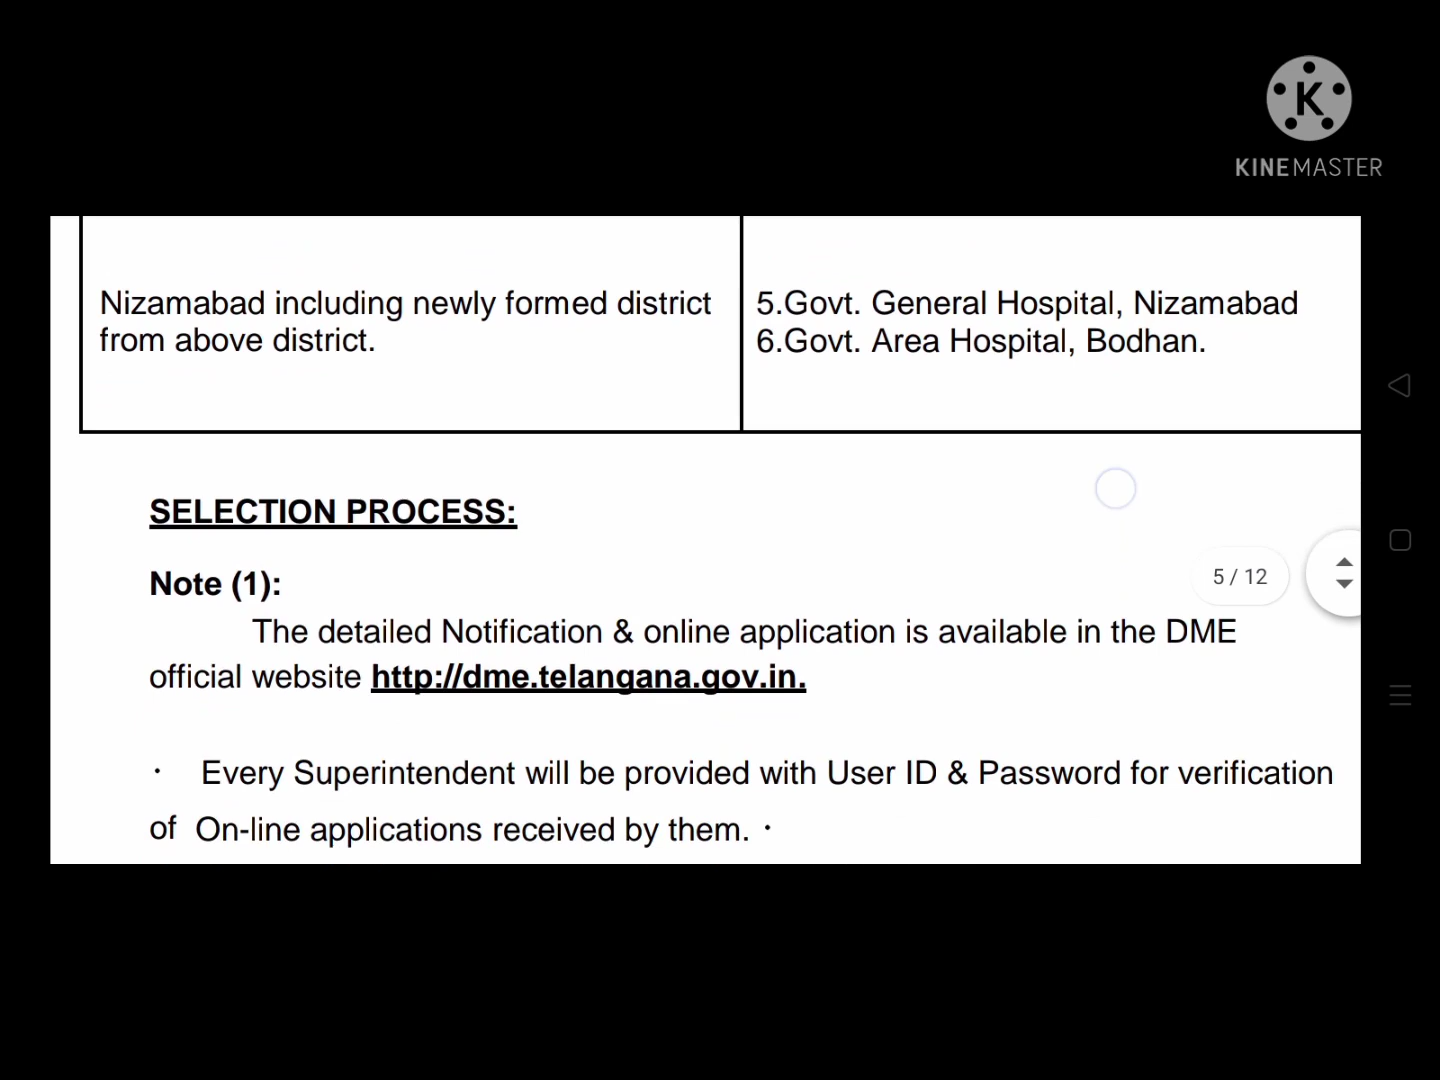 K
KINEMASTER
Nizamabad including newly formed district
from above district.
5.Govt. General Hospital, Nizamabad
6.Govt. Area Hospital, Bodhan.
SELECTION PROCESS:
5 / 12
Note (1):
The detailed Notification & online application is available in the DME
official website http://dme.telangana.gov.in.
· Every Superintendent will be provided with User ID & Password for verification
of On-line applications received by them. ·